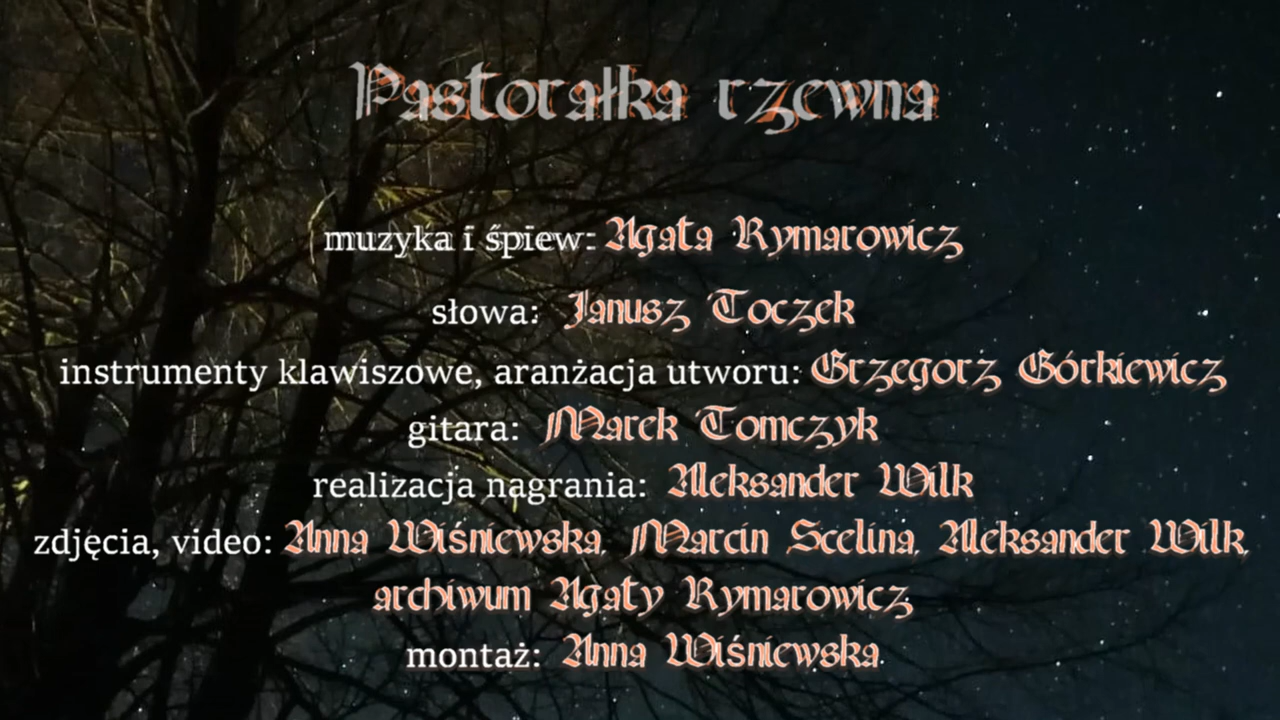 Pastorałka rzewna
muzyka i śpiew: Agata Rymarowicz
słowa: Janusz Toczek
instrumenty klawiszowe, aranżacja utworu: Grzegorz Górkiewicz
gitara: Marek Tomczyk
realizacja nagrania: Aleksander Wilk
zdjęcia, video: Anna Wiśniewska, Marcin Scelina, Aleksander Wilk,
archiwum Agaty Rymarowicz
montaż: Anna Wiśniewska